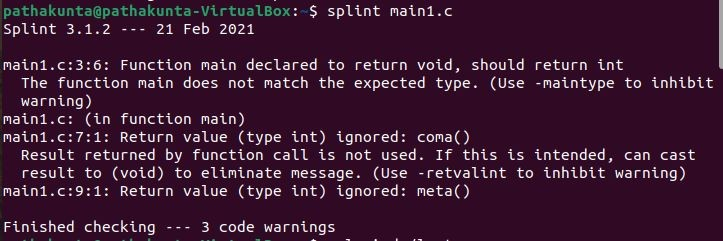 pathakunta@pathakunta-VirtualBox:~$ splint main1.c
Splint 3.1.2 --- 21 Feb 2021
main1.c:3:6: Function main declared to return void, should return int
The function main does not match the expected type. (Use -maintype to inhibit
warning)
main1.c: (in function main)
main1.c:7:1: Return value (type int) ignored: coma()
Result returned by function call is not used. If this is intended, can cast
result to (void) to eliminate message. (Use -retvalint to inhibit warning)
main1.c:9:1: Return value (type int) ignored: meta()
Finished checking --- 3 code warnings